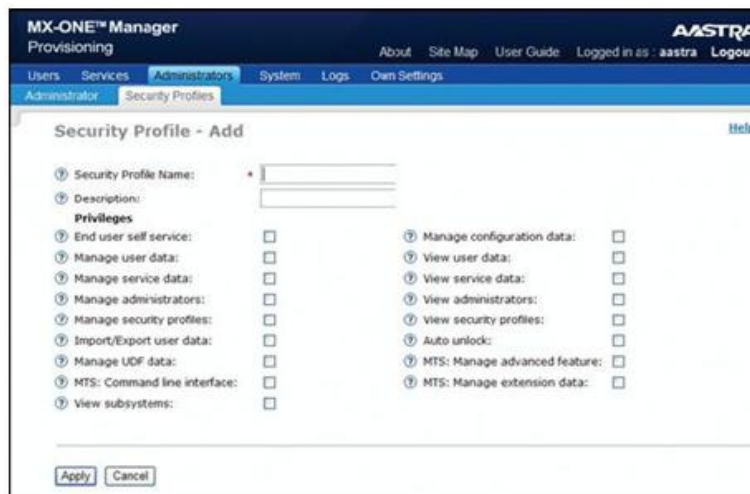 MX-ONE™ Manager
Provisioning
AASTRA
About Site Map User Guide Logged in as : aastra Logou
Users Services Administrators System Logs Own Settings
Administrator Security Profiles
Security Profile - Add
Help
Security Profile Name: *
Description:
Privileges
End user self service: Manage configuration data:
Manage user data: View user data:
Manage service data: View service data:
Manage administrators: View administrators:
Manage security profiles: View security profiles:
Import/Export user data: Auto unlock:
Manage UDF data: MTS: Manage advanced feature:
MTS: Command line interface: MTS: Manage extension data:
View subsystems:
Apply Cancel